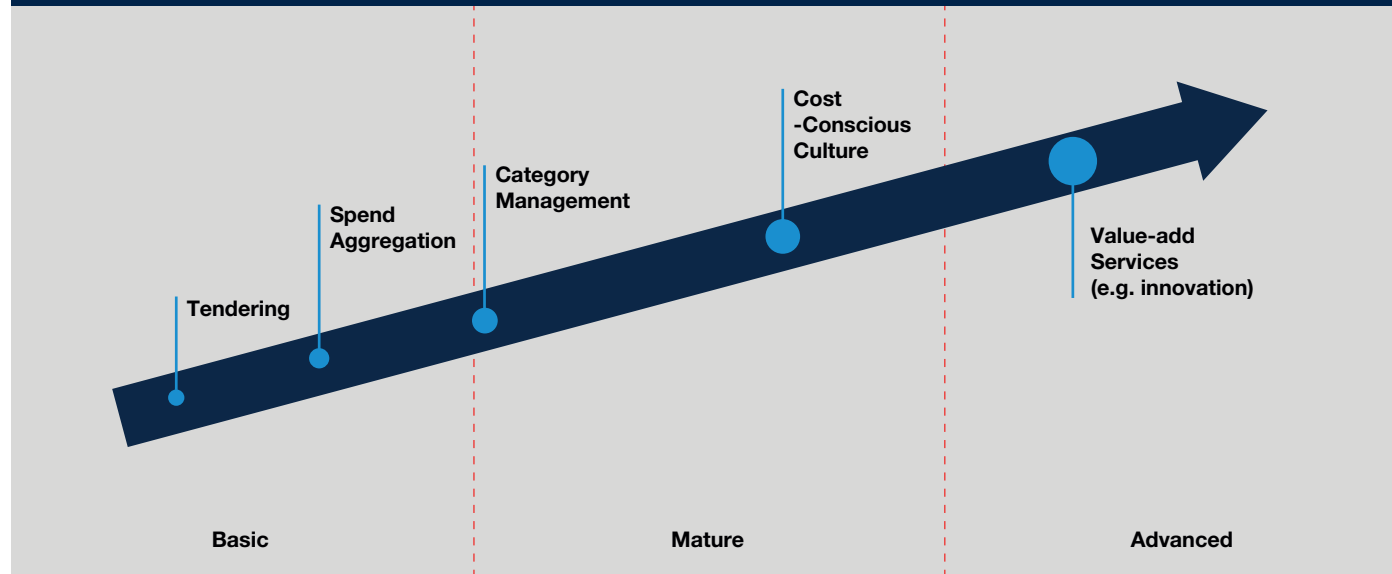 Tendering
Spend
Aggregation
Category
Management
Cost
-Conscious
Culture
Value-add
Services
(e.g. innovation)
Basic
Mature
Advanced